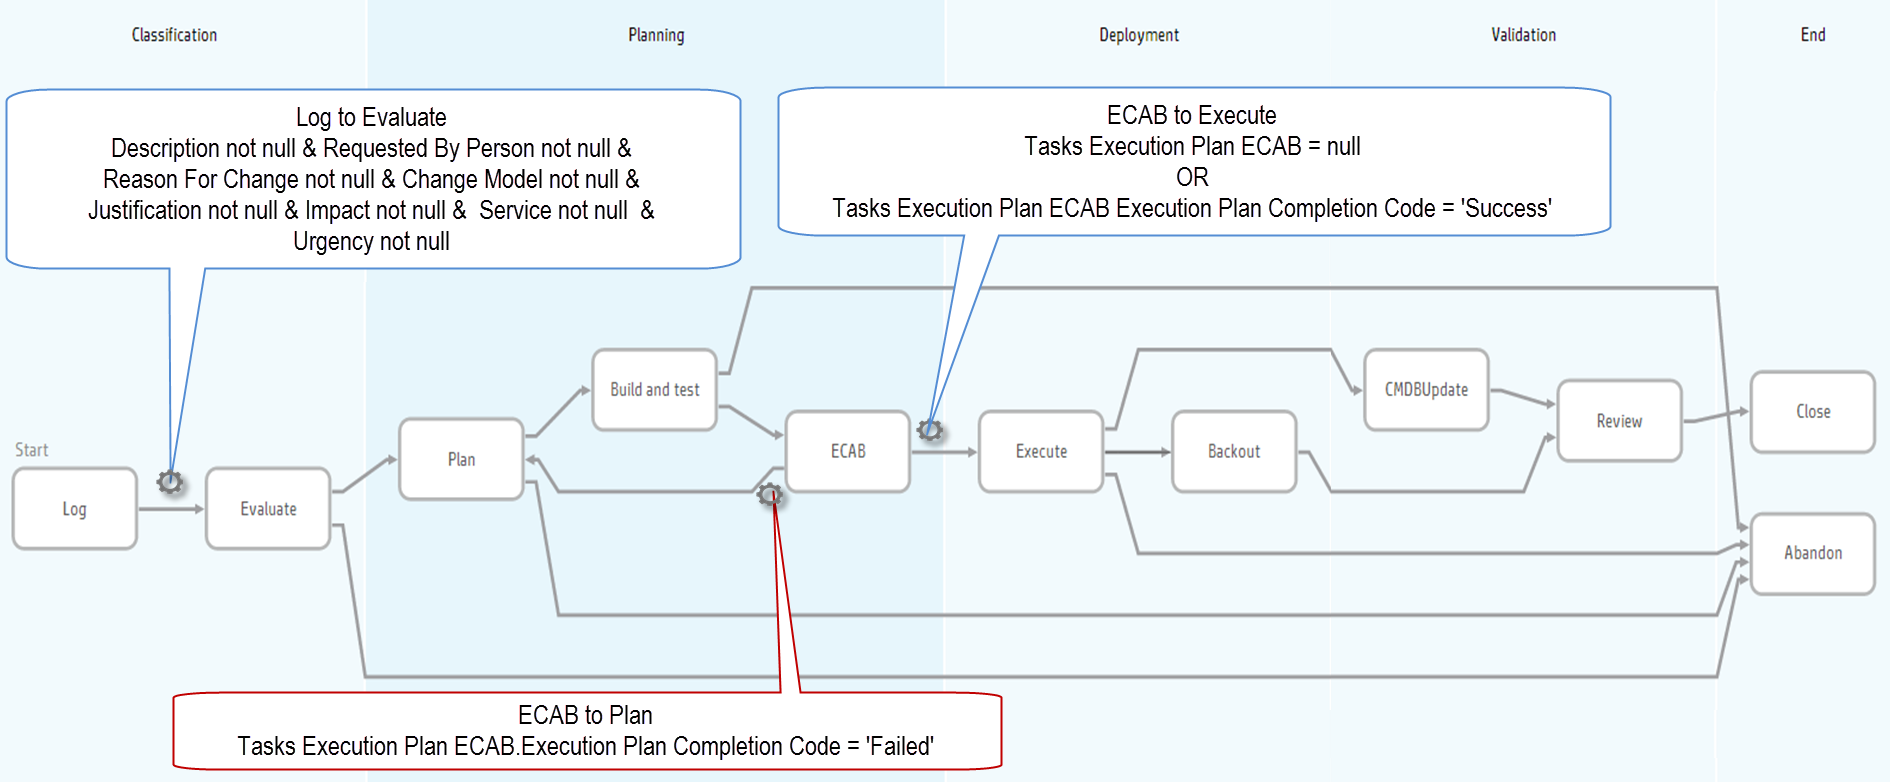 Classification
Planning
Deployment
Validation
End
Log to Evaluate
Description not null & Requested By Person not null &
Reason For Change not null & Change Model not null &
Justification not null & Impact not null &  Service not null  &
Urgency not null
ECAB to Execute
Tasks Execution Plan ECAB = null
OR
Tasks Execution Plan ECAB Execution Plan Completion Code = 'Success'
Start
Log
Evaluate
Plan
Build and test
ECAB
Execute
Backout
CMDBUpdate
Review
Close
Abandon
ECAB to Plan
Tasks Execution Plan ECAB.Execution Plan Completion Code = 'Failed'